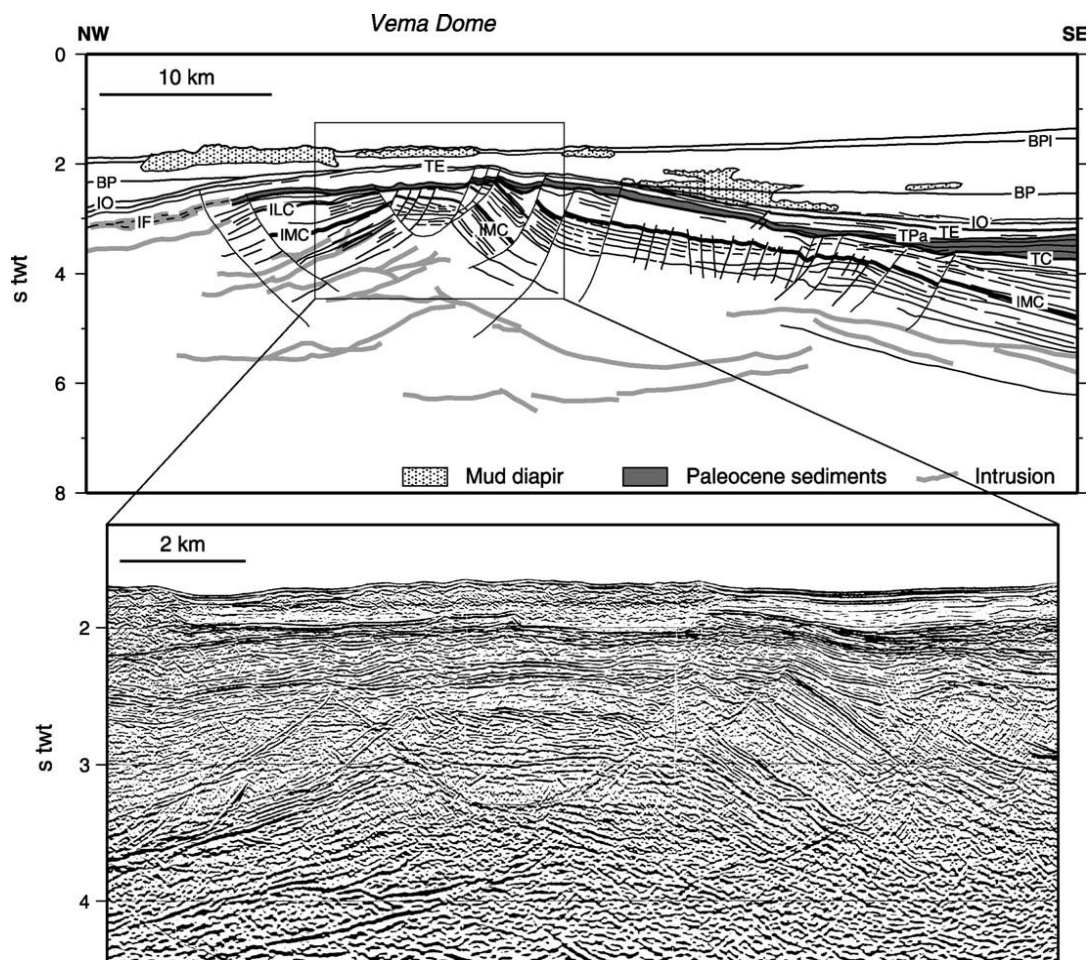 Vema Dome
NW
SE
0
10 km
BPl
2
TE
BP
BP
IO
IO
IF
ILC
TPa
TE
IMC
IMC
TC
4
IMC
s twt
6
Mud diapir
Paleocene sediments
Intrusion
8
2 km
2
s twt
3
4